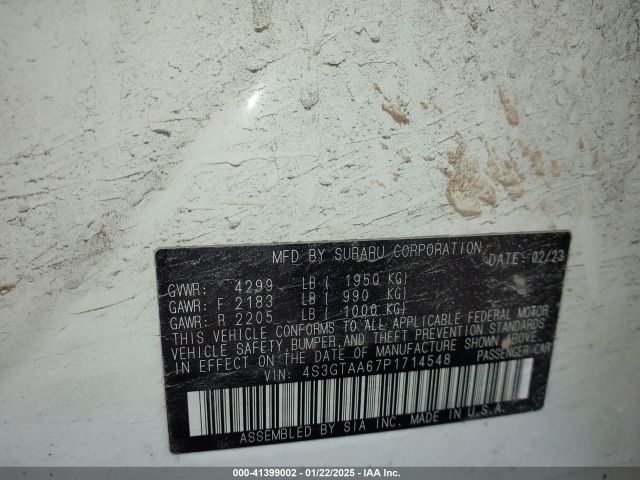 MFD BY SUBARU CORPORATION DATE: 02/23
GVWR: 4299 LB ( 1950 KG)
GAWR: F 2183 LB ( 990 KG)
GAWR: R 2205 LB ( 1000 KG)
THIS VEHICLE CONFORMS TO ALL APPLICABLE FEDERAL MOTOR
VEHICLE SAFETY, BUMPER, AND THEFT PREVENTION STANDARDS
IN EFFECT ON THE DATE OF MANUFACTURE SHOWN ABOVE.
VIN: 4S3GTAA67P1714548 PASSENGER CAR
ASSEMBLED BY SIA INC. MADE IN U.S.A.
000-41399002 - 01/22/2025 - IAA Inc.